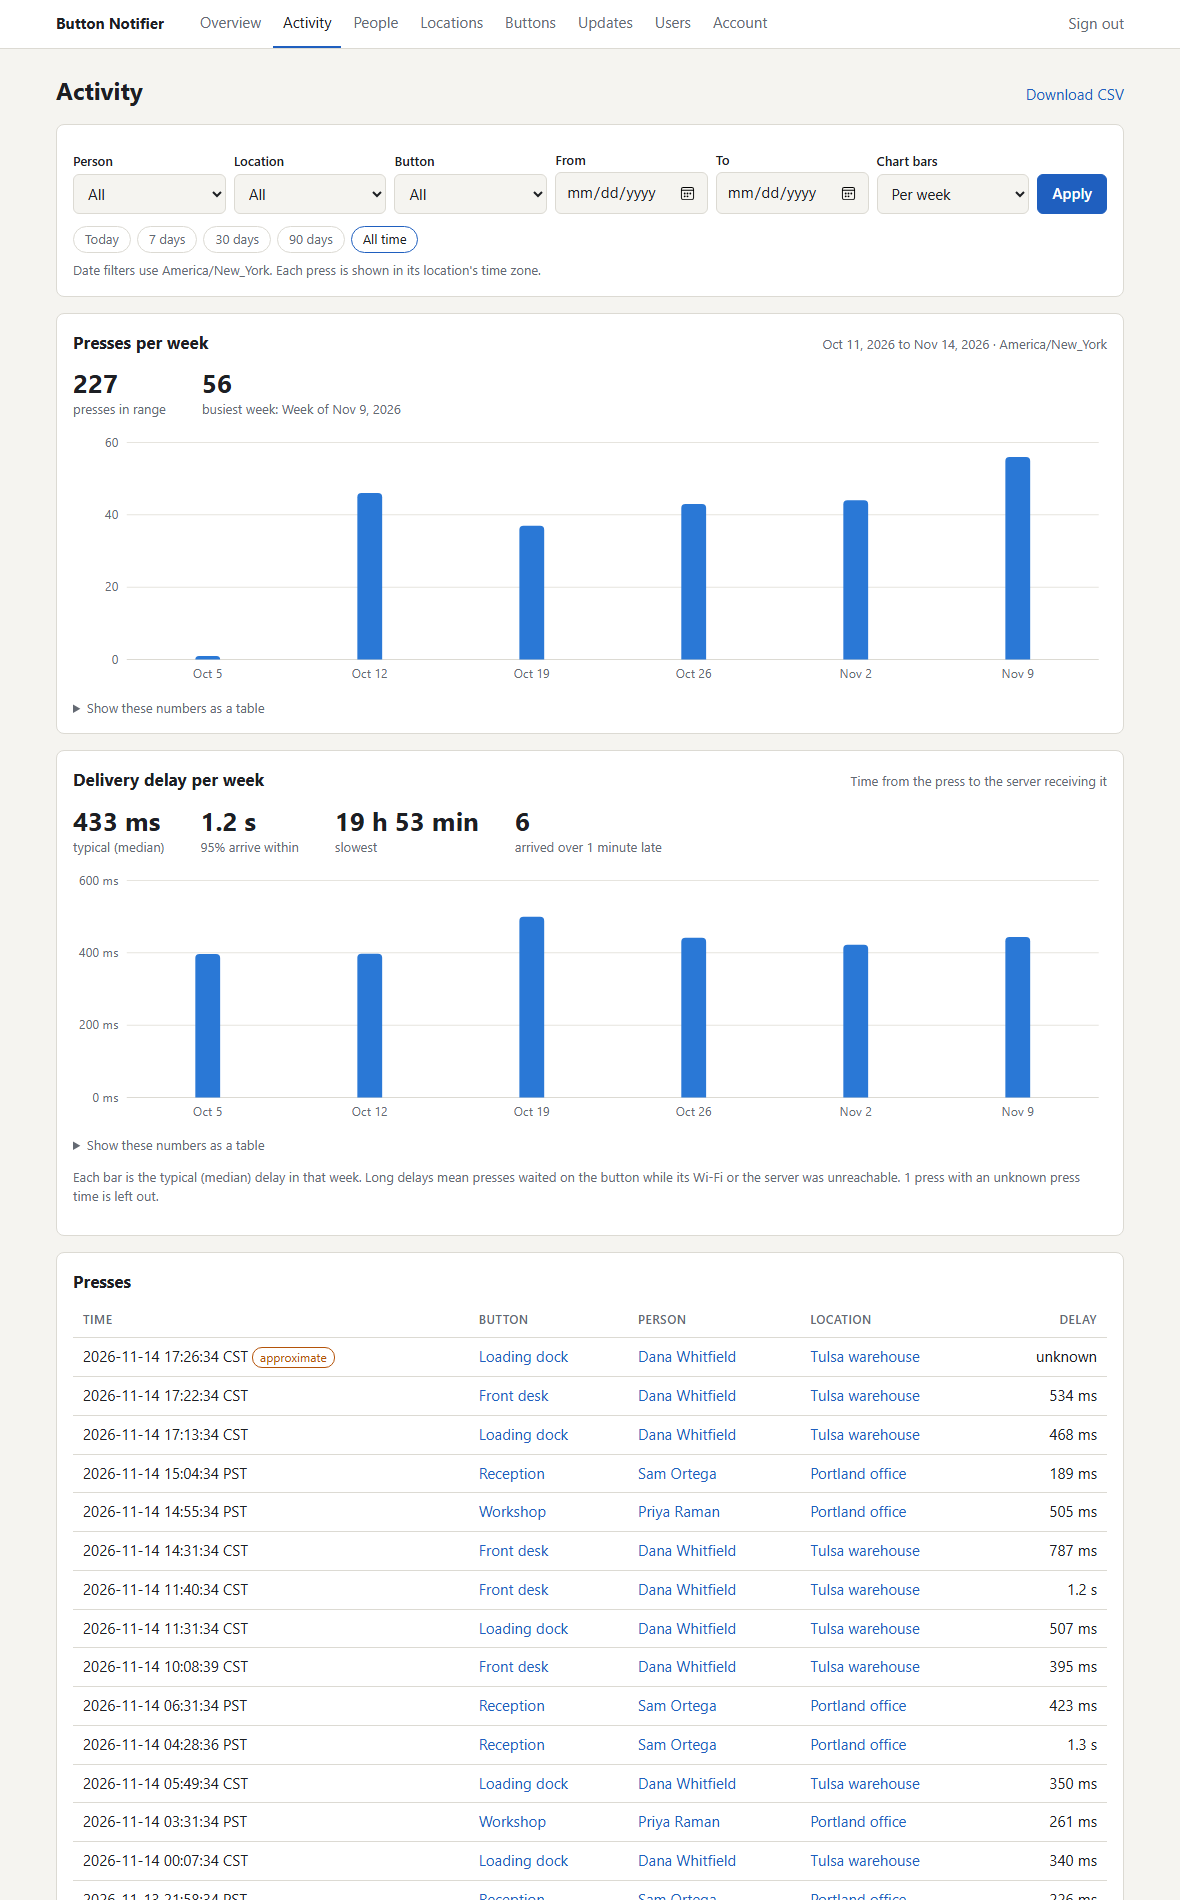 Button Notifier Overview Activity People Locations Buttons Updates Users Account Sign out
Activity Download CSV
Person Location Button From To Chart bars
All All All mm/dd/yyyy mm/dd/yyyy Per week Apply
Today 7 days 30 days 90 days All time
Date filters use America/New_York. Each press is shown in its location's time zone.
Presses per week Oct 11, 2026 to Nov 14, 2026 · America/New_York
227 56
presses in range busiest week: Week of Nov 9, 2026
60
40
20
0
Oct 5 Oct 12 Oct 19 Oct 26 Nov 2 Nov 9
Show these numbers as a table
Delivery delay per week Time from the press to the server receiving it
433 ms 1.2 s 19 h 53 min 6
typical (median) 95% arrive within slowest arrived over 1 minute late
600 ms
400 ms
200 ms
0 ms
Oct 5 Oct 12 Oct 19 Oct 26 Nov 2 Nov 9
Show these numbers as a table
Each bar is the typical (median) delay in that week. Long delays mean presses waited on the button while its Wi-Fi or the server was unreachable. 1 press with an unknown press
time is left out.
Presses
TIME BUTTON PERSON LOCATION DELAY
2026-11-14 17:26:34 CST approximate Loading dock Dana Whitfield Tulsa warehouse unknown
2026-11-14 17:22:34 CST Front desk Dana Whitfield Tulsa warehouse 534 ms
2026-11-14 17:13:34 CST Loading dock Dana Whitfield Tulsa warehouse 468 ms
2026-11-14 15:04:34 PST Reception Sam Ortega Portland office 189 ms
2026-11-14 14:55:34 PST Workshop Priya Raman Portland office 505 ms
2026-11-14 14:31:34 CST Front desk Dana Whitfield Tulsa warehouse 787 ms
2026-11-14 11:40:34 CST Front desk Dana Whitfield Tulsa warehouse 1.2 s
2026-11-14 11:31:34 CST Loading dock Dana Whitfield Tulsa warehouse 507 ms
2026-11-14 10:08:39 CST Front desk Dana Whitfield Tulsa warehouse 395 ms
2026-11-14 06:31:34 PST Reception Sam Ortega Portland office 423 ms
2026-11-14 04:28:36 PST Reception Sam Ortega Portland office 1.3 s
2026-11-14 05:49:34 CST Loading dock Dana Whitfield Tulsa warehouse 350 ms
2026-11-14 03:31:34 PST Workshop Priya Raman Portland office 261 ms
2026-11-14 00:07:34 CST Loading dock Dana Whitfield Tulsa warehouse 340 ms
2026-11-13 21:58:34 PST Reception Sam Ortega Portland office 226 ms